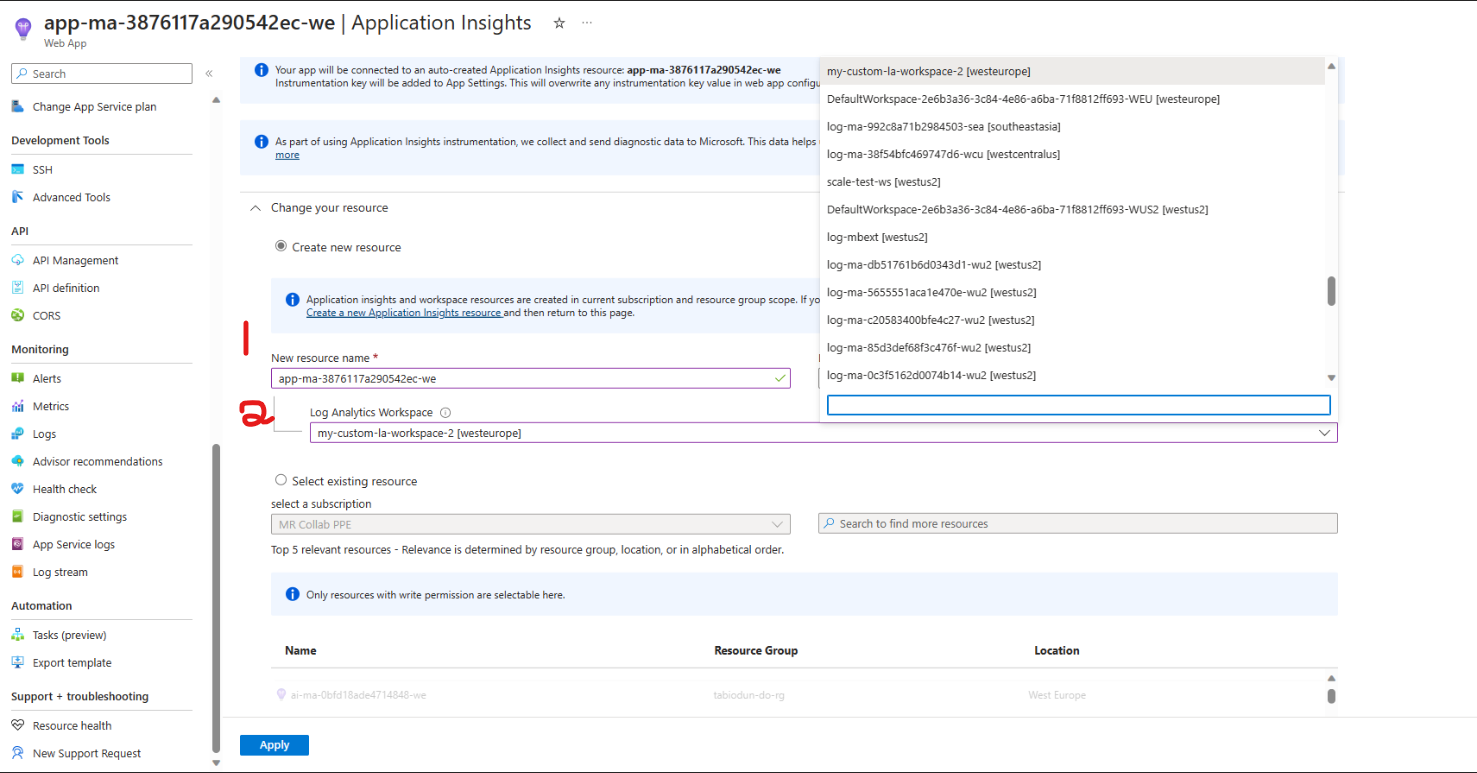 app-ma-3876117a290542ec-we | Application Insights
Web App
Search
Change App Service plan
Development Tools
SSH
Advanced Tools
API
API Management
API definition
CORS
Monitoring
Alerts
Metrics
Logs
Advisor recommendations
Health check
Diagnostic settings
App Service logs
Log stream
Automation
Tasks (preview)
Export template
Support + troubleshooting
Resource health
New Support Request
Your app will be connected to an auto-created Application Insights resource: app-ma-3876117a290542ec-we
Instrumentation key will be added to App Settings. This will overwrite any instrumentation key value in web app configu
As part of using Application Insights instrumentation, we collect and send diagnostic data to Microsoft. This data helps
more
Change your resource
Create new resource
Application insights and workspace resources are created in current subscription and resource group scope. If yo
Create a new Application Insights resource and then return to this page.
1
New resource name *
app-ma-3876117a290542ec-we
2
Log Analytics Workspace
my-custom-la-workspace-2 [westeurope]
my-custom-la-workspace-2 [westeurope]
DefaultWorkspace-2e6b3a36-3c84-4e86-a6ba-71f8812ff693-WEU [westeurope]
log-ma-992c8a71b2984503-sea [southeastasia]
log-ma-38f54bfc469747d6-wcu [westcentralus]
scale-test-ws [westus2]
DefaultWorkspace-2e6b3a36-3c84-4e86-a6ba-71f8812ff693-WUS2 [westus2]
log-mbext [westus2]
log-ma-db51761b6d0343d1-wu2 [westus2]
log-ma-5655551aca1e470e-wu2 [westus2]
log-ma-c20583400bfe4c27-wu2 [westus2]
log-ma-85d3def68f3c476f-wu2 [westus2]
log-ma-0c3f5162d0074b14-wu2 [westus2]
Select existing resource
select a subscription
MR Collab PPE
Search to find more resources
Top 5 relevant resources - Relevance is determined by resource group, location, or in alphabetical order.
Only resources with write permission are selectable here.
Name Resource Group Location
ai-ma-0bfd18ade4714848-we tabiodun-do-rg West Europe
Apply